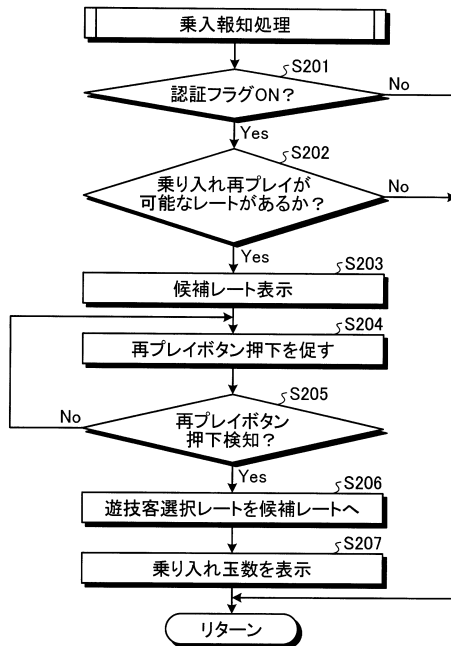 乗入報知処理
S201
認証フラグON？
No
Yes
S202
乗り入れ再プレイが
可能なレートがあるか？
No
Yes
S203
候補レート表示
S204
再プレイボタン押下を促す
S205
再プレイボタン
押下検知？
No
Yes
S206
遊技客選択レートを候補レートへ
S207
乗り入れ玉数を表示
リターン